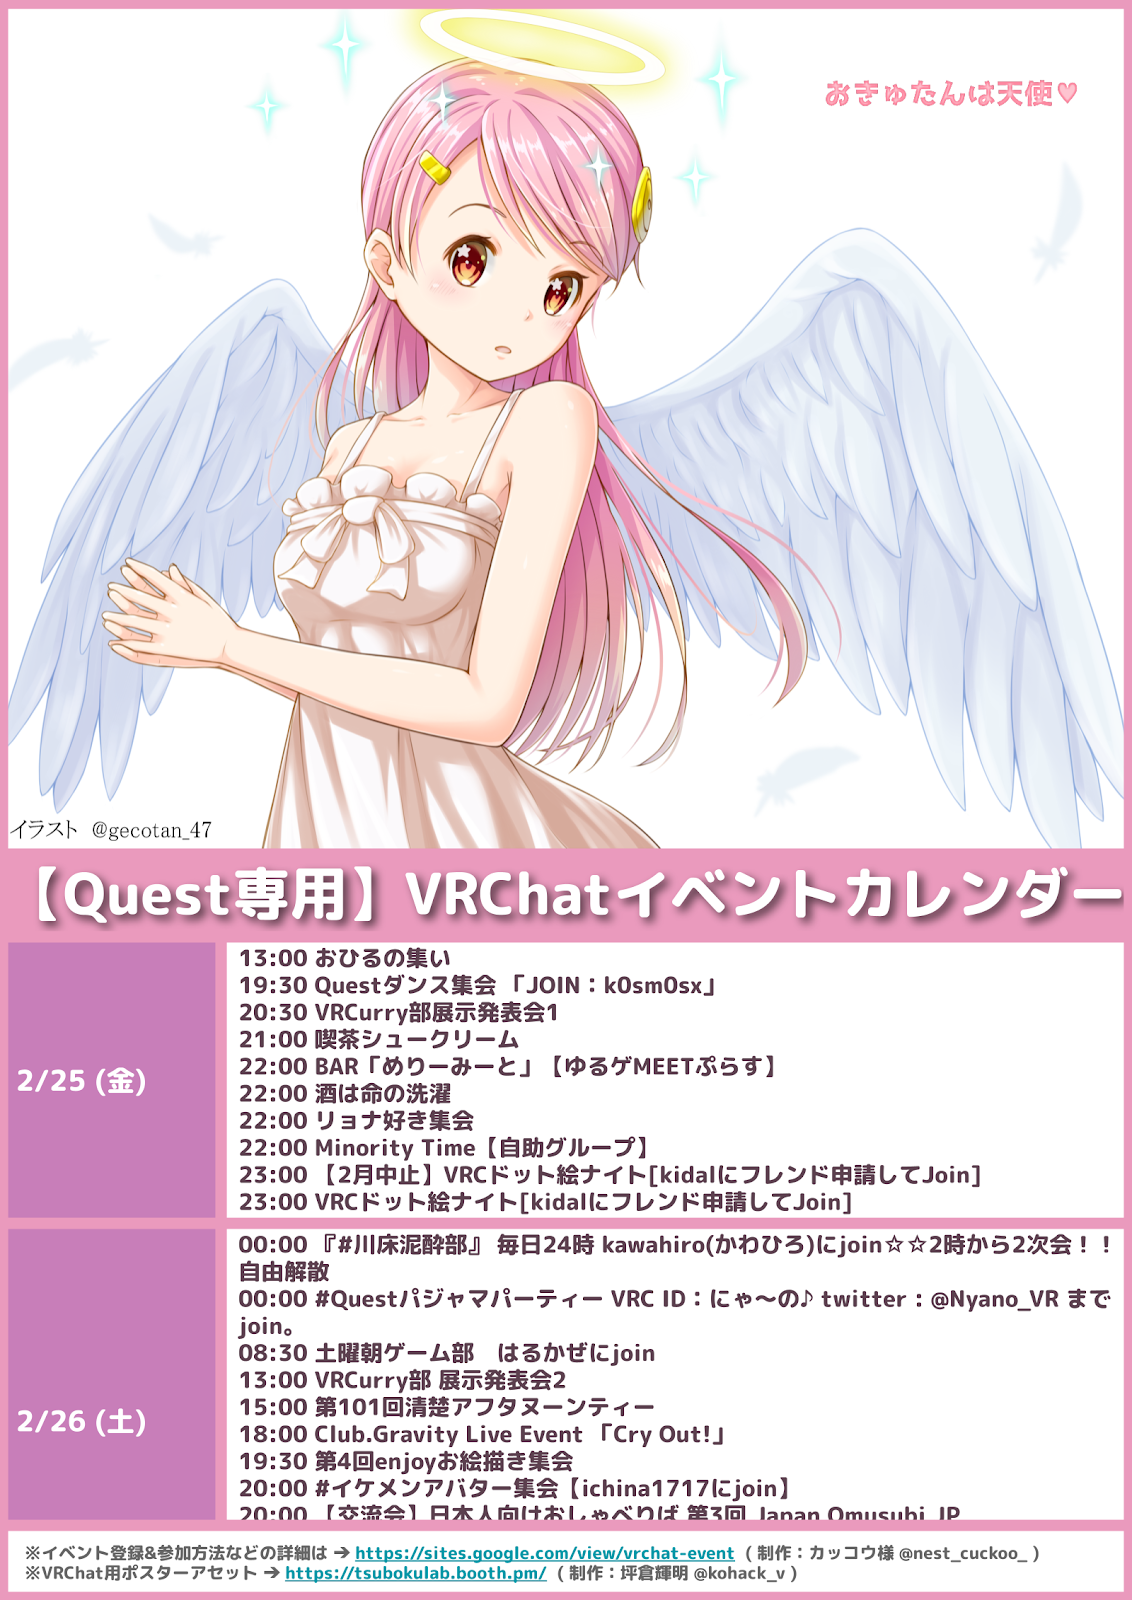 おきゅたんは天使♥
イラスト @gecotan_47
【Quest専用】VRChatイベントカレンダー
2/25 (金)
13:00 おひるの集い
19:30 Questダンス集会 「JOIN：k0sm0sx」
20:30 VRCurry部展示発表会1
21:00 喫茶シュークリーム
22:00 BAR「めりーみーと」【ゆるゲMEETぷらす】
22:00 酒は命の洗濯
22:00 リョナ好き集会
22:00 Minority Time【自助グループ】
23:00 【2月中止】VRCドット絵ナイト[kidalにフレンド申請してJoin]
23:00 VRCドット絵ナイト[kidalにフレンド申請してJoin]
2/26 (土)
00:00 『#川床泥酔部』 毎日24時 kawahiro(かわひろ)にjoin☆☆2時から2次会！！
自由解散
00:00 #Questパジャマパーティー VRC ID：にゃ～の♪ twitter : @Nyano_VR まで
join。
08:30 土曜朝ゲーム部　はるかぜにjoin
13:00 VRCurry部 展示発表会2
15:00 第101回清楚アフタヌーンティー
18:00 Club.Gravity Live Event 「Cry Out!」
19:30 第4回enjoyお絵描き集会
20:00 #イケメンアバター集会【ichina1717にjoin】
20:00 【交流会】日本人向けおしゃべりば 第3回 Japan Omusubi JP
※イベント登録&参加方法などの詳細は ➔ https://sites.google.com/view/vrchat-event ( 制作：カッコウ様 @nest_cuckoo_ )
※VRChat用ポスターアセット ➔ https://tsubokulab.booth.pm/ ( 制作：坪倉輝明 @kohack_v )